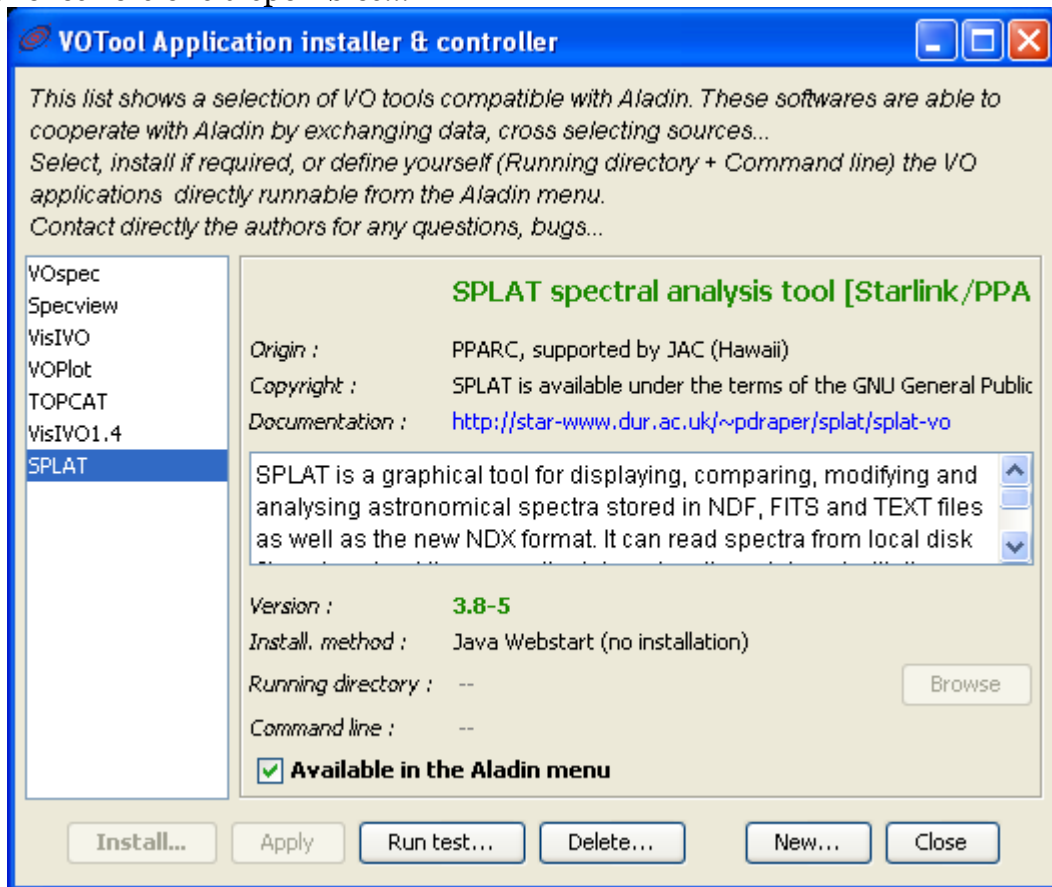 VOTool Application installer & controller
This list shows a selection of VO tools compatible with Aladin. These softwares are able to
cooperate with Aladin by exchanging data, cross selecting sources...
Select, install if required, or define yourself (Running directory + Command line) the VO
applications directly runnable from the Aladin menu.
Contact directly the authors for any questions, bugs...
VOspec
Specview
VisIVO
VOPlot
TOPCAT
VisIVO1.4
SPLAT
SPLAT spectral analysis tool [Starlink/PPA
Origin : PPARC, supported by JAC (Hawaii)
Copyright : SPLAT is available under the terms of the GNU General Public
Documentation : http://star-www.dur.ac.uk/~pdraper/splat/splat-vo
SPLAT is a graphical tool for displaying, comparing, modifying and
analysing astronomical spectra stored in NDF, FITS and TEXT files
as well as the new NDX format. It can read spectra from local disk
Version : 3.8-5
Install. method : Java Webstart (no installation)
Running directory : -- Browse
Command line : --
Available in the Aladin menu
Install... Apply Run test... Delete... New... Close